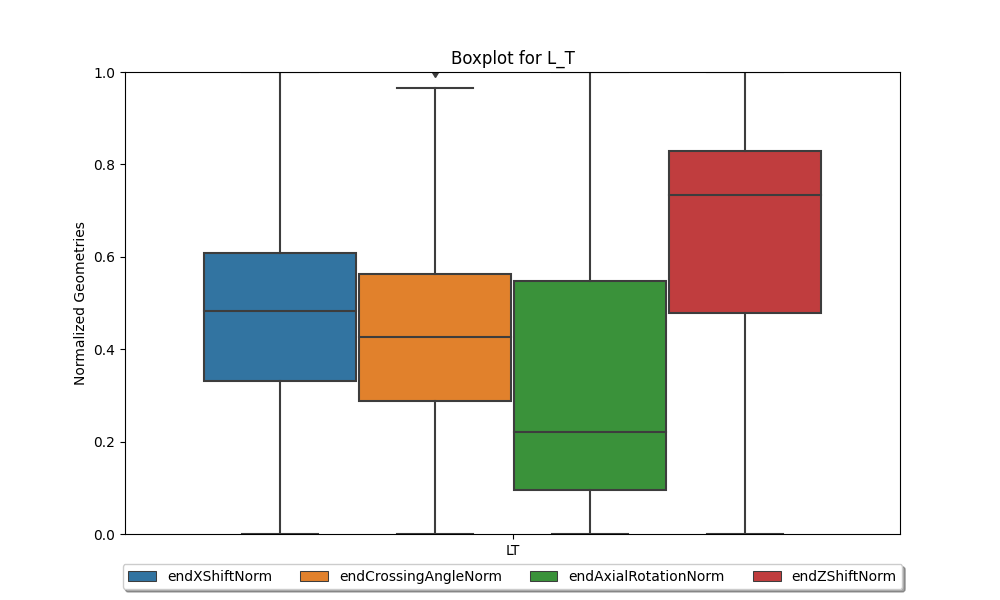 Boxplot for L_T
1.0
0.8
0.6
0.4
0.2
0.0
Normalized Geometries
LT
endXShiftNorm endCrossingAngleNorm endAxialRotationNorm endZShiftNorm